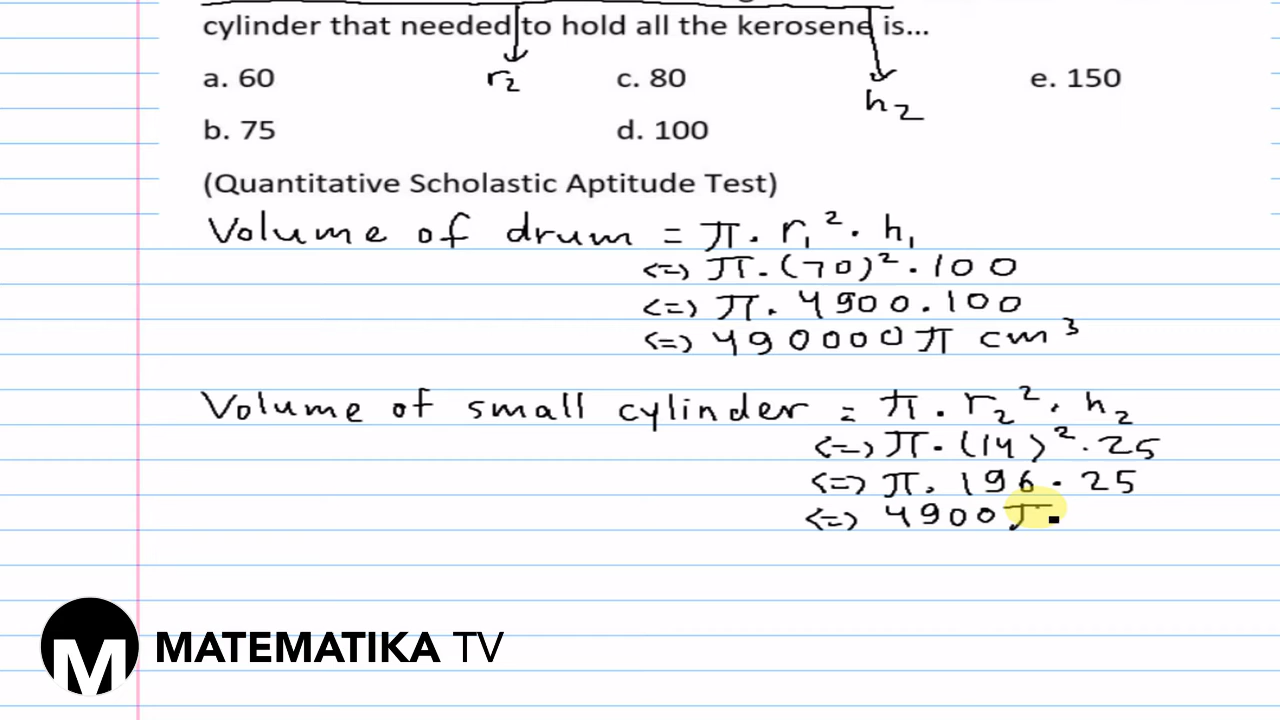 cylinder that needed to hold all the kerosene is...
r₂
h₂
a. 60 c. 80 e. 150
b. 75 d. 100
(Quantitative Scholastic Aptitude Test)
Volume of drum = π . r₁² . h₁
<=> π . (70)² . 100
<=> π . 4900 . 100
<=> 490000 π cm³
Volume of small cylinder = π . r₂² . h₂
<=> π . (14)² . 25
<=> π . 196 . 25
<=> 4900 π
M MATEMATIKA TV